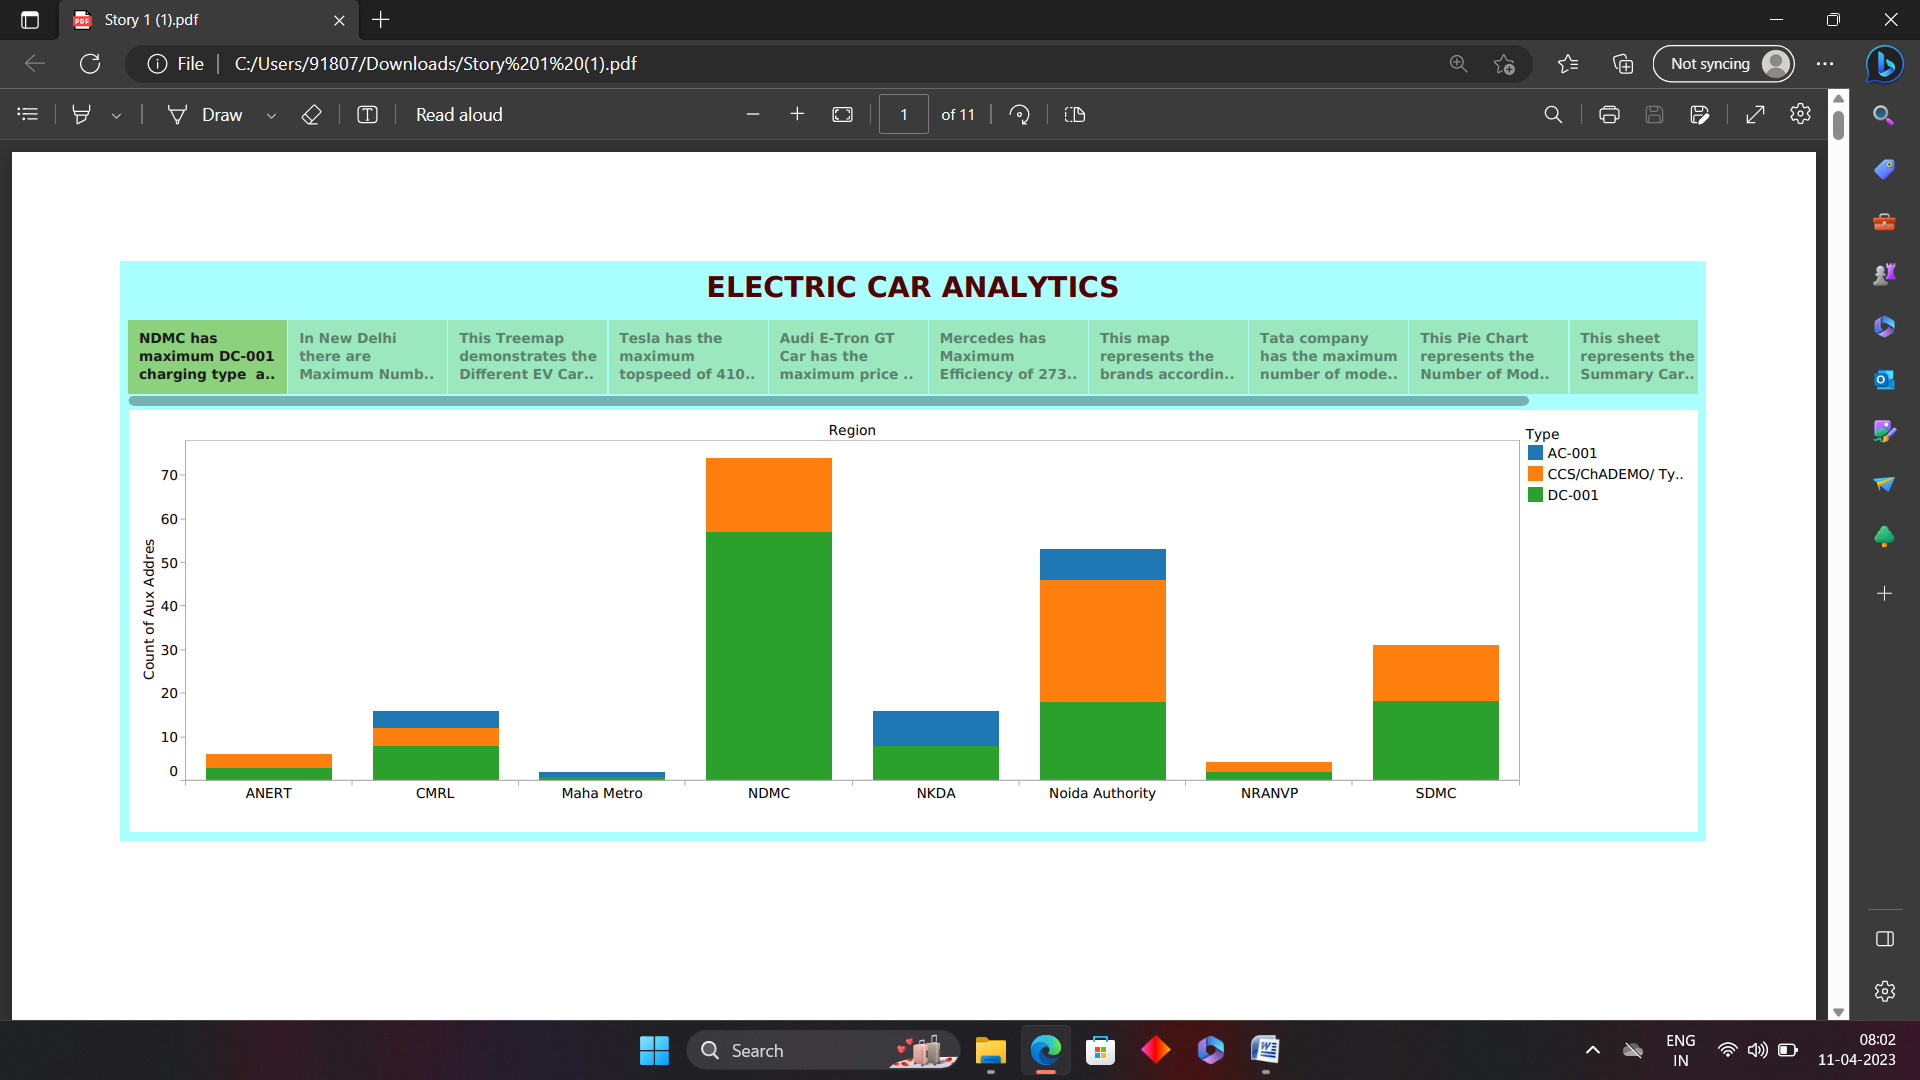 Story 1 (1).pdf
File
C:/Users/91807/Downloads/Story%201%20(1).pdf
Not syncing
Draw
Read aloud
1
of 11
ELECTRIC CAR ANALYTICS
NDMC has
maximum DC-001
charging type a..
In New Delhi
there are
Maximum Numb..
This Treemap
demonstrates the
Different EV Car..
Tesla has the
maximum
topspeed of 410..
Audi E-Tron GT
Car has the
maximum price ..
Mercedes has
Maximum
Efficiency of 273..
This map
represents the
brands accordin..
Tata company
has the maximum
number of mode..
This Pie Chart
represents the
Number of Mod..
This sheet
represents the
Summary Car..
Region
Count of Aux Addres
70
60
50
40
30
20
10
0
ANERT
CMRL
Maha Metro
NDMC
NKDA
Noida Authority
NRANVP
SDMC
Type
AC-001
CCS/ChADEMO/ Ty..
DC-001
Search
ENG
IN
08:02
11-04-2023